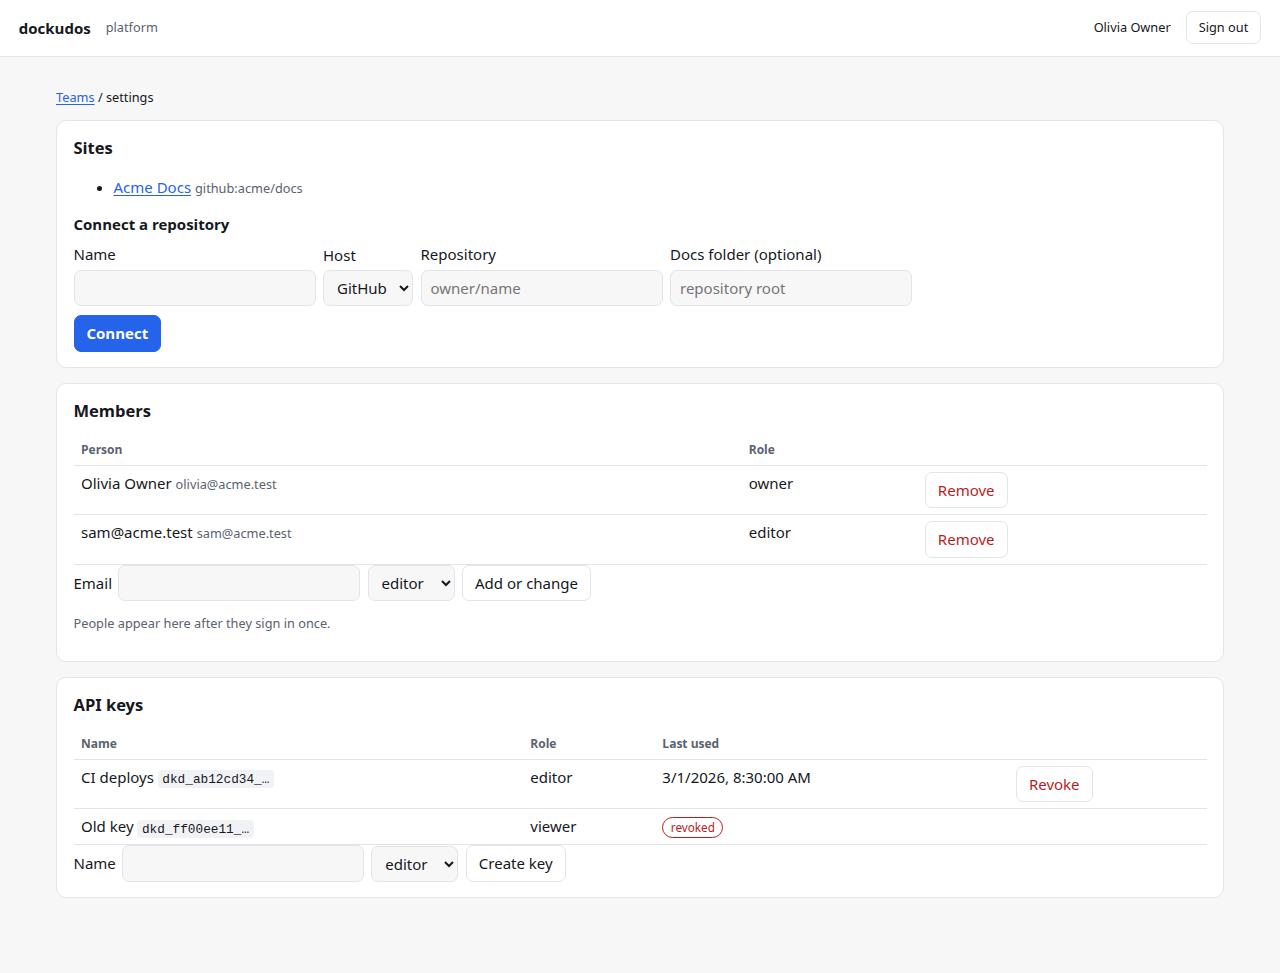 dockudos platform Olivia Owner Sign out
Teams / settings
Sites
Acme Docs github:acme/docs
Connect a repository
Name Host Repository Docs folder (optional)
GitHub owner/name repository root
Connect
Members
Person Role
Olivia Owner olivia@acme.test owner Remove
sam@acme.test sam@acme.test editor Remove
Email editor Add or change
People appear here after they sign in once.
API keys
Name Role Last used
CI deploys dkd_ab12cd34_… editor 3/1/2026, 8:30:00 AM Revoke
Old key dkd_ff00ee11_… viewer revoked
Name editor Create key